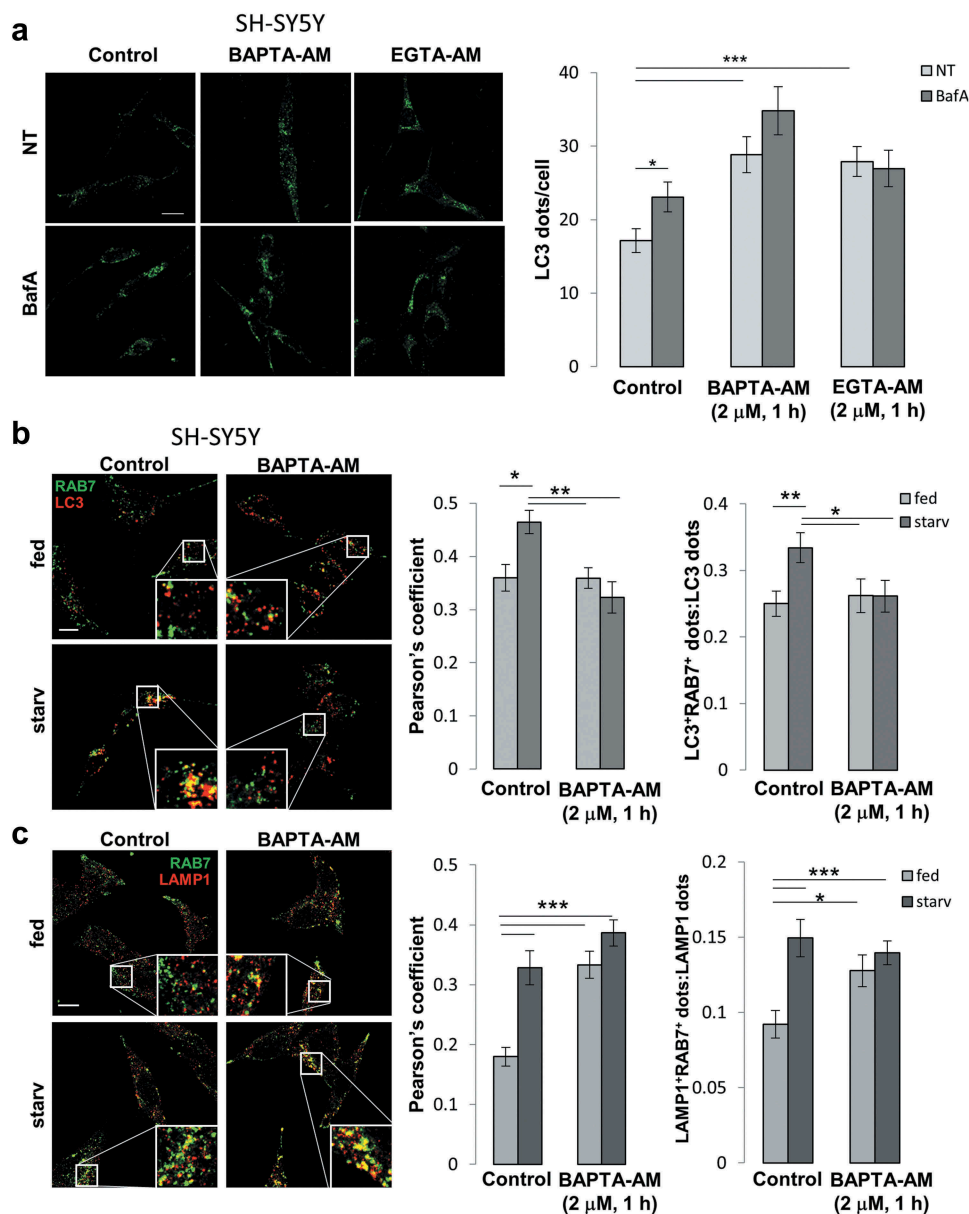 a
SH-SY5Y
Control
BAPTA-AM
EGTA-AM
NT
BafA
LC3 dots/cell
40
30
20
10
0
***
*
NT
BafA
Control
BAPTA-AM
(2 µM, 1 h)
EGTA-AM
(2 µM, 1 h)
b
SH-SY5Y
Control
BAPTA-AM
RAB7
LC3
fed
starv
Pearson's coefficient
0.5
0.4
0.3
0.2
0.1
0
*
**
Control
BAPTA-AM
(2 µM, 1 h)
LC3⁺RAB7⁺ dots:LC3 dots
0.4
0.3
0.2
0.1
0
**
*
fed
starv
Control
BAPTA-AM
(2 µM, 1 h)
c
Control
BAPTA-AM
RAB7
LAMP1
fed
starv
Pearson's coefficient
0.5
0.4
0.3
0.2
0.1
0
***
Control
BAPTA-AM
(2 µM, 1 h)
LAMP1⁺RAB7⁺ dots:LAMP1 dots
0.2
0.15
0.1
0.05
0
***
*
fed
starv
Control
BAPTA-AM
(2 µM, 1 h)